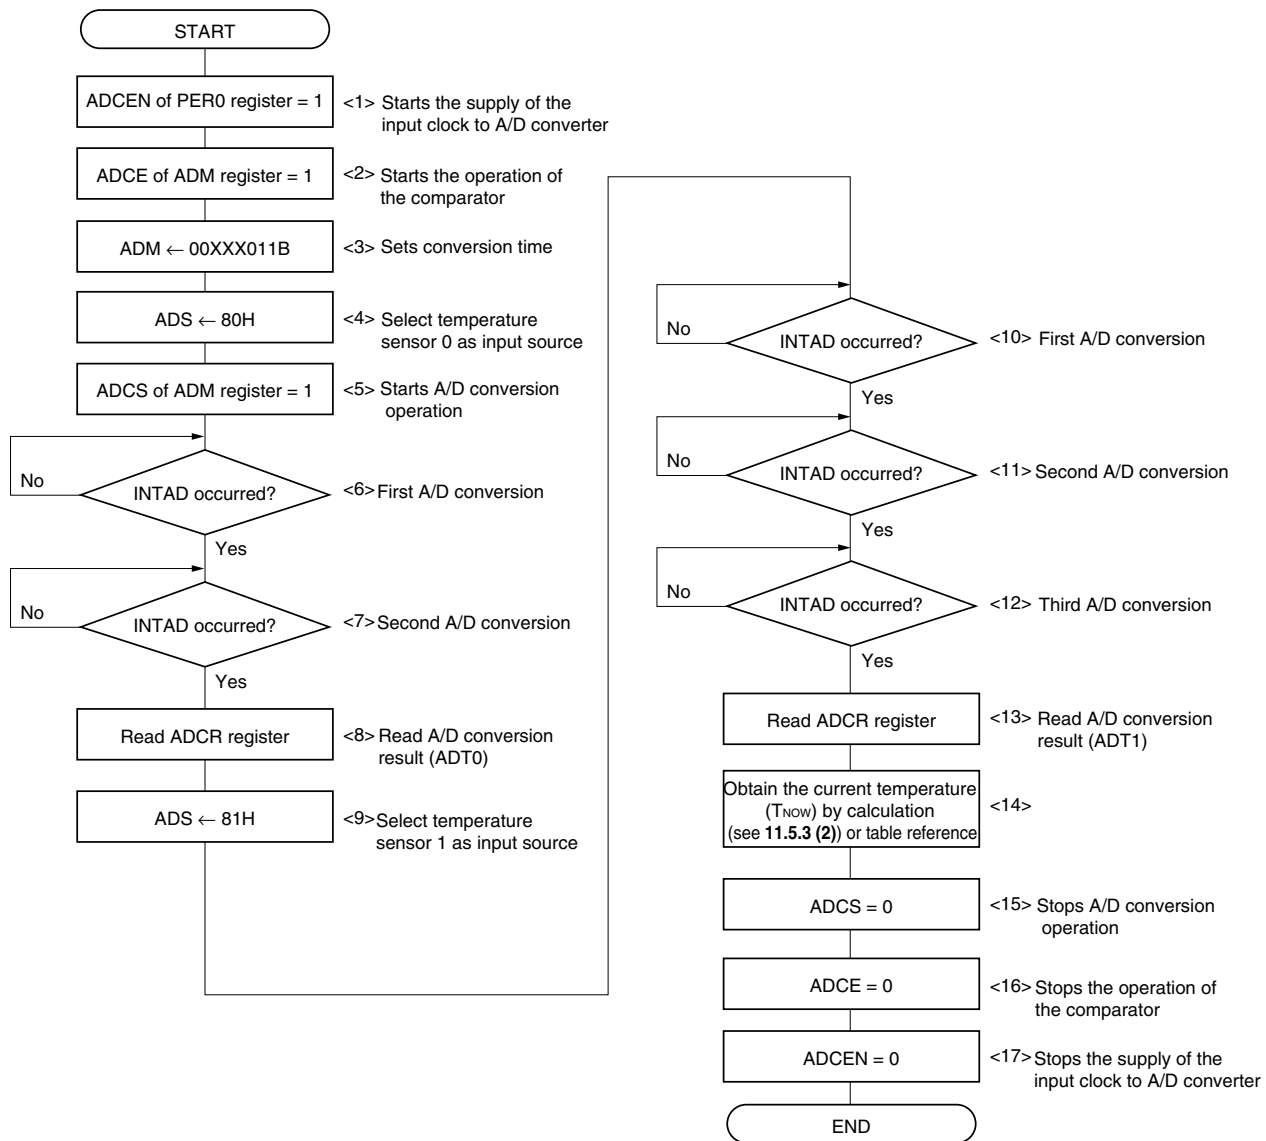 START
ADCEN of PER0 register = 1
<1> Starts the supply of the
input clock to A/D converter
ADCE of ADM register = 1
<2> Starts the operation of
the comparator
ADM ← 00XXX011B
<3> Sets conversion time
ADS ← 80H
<4> Select temperature
sensor 0 as input source
ADCS of ADM register = 1
<5> Starts A/D conversion
operation
No
INTAD occurred?
<6> First A/D conversion
Yes
No
INTAD occurred?
<7> Second A/D conversion
Yes
Read ADCR register
<8> Read A/D conversion
result (ADT0)
ADS ← 81H
<9> Select temperature
sensor 1 as input source
No
INTAD occurred?
<10> First A/D conversion
Yes
No
INTAD occurred?
<11> Second A/D conversion
Yes
No
INTAD occurred?
<12> Third A/D conversion
Yes
Read ADCR register
<13> Read A/D conversion
result (ADT1)
Obtain the current temperature
(TNOW) by calculation
(see 11.5.3 (2)) or table reference
<14>
ADCS = 0
<15> Stops A/D conversion
operation
ADCE = 0
<16> Stops the operation of
the comparator
ADCEN = 0
<17> Stops the supply of the
input clock to A/D converter
END